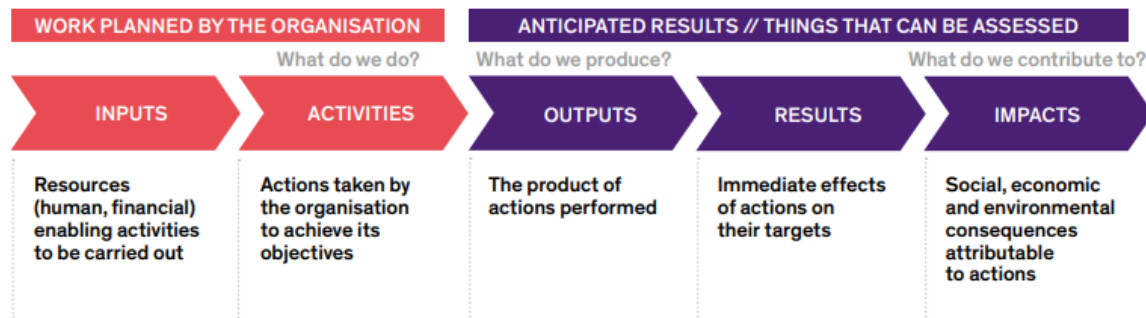 WORK PLANNED BY THE ORGANISATION
ANTICIPATED RESULTS // THINGS THAT CAN BE ASSESSED
What do we do?
What do we produce?
What do we contribute to?
INPUTS
ACTIVITIES
OUTPUTS
RESULTS
IMPACTS
Resources
(human, financial)
enabling activities
to be carried out
Actions taken by
the organisation
to achieve its
objectives
The product of
actions performed
Immediate effects
of actions on
their targets
Social, economic
and environmental
consequences
attributable
to actions